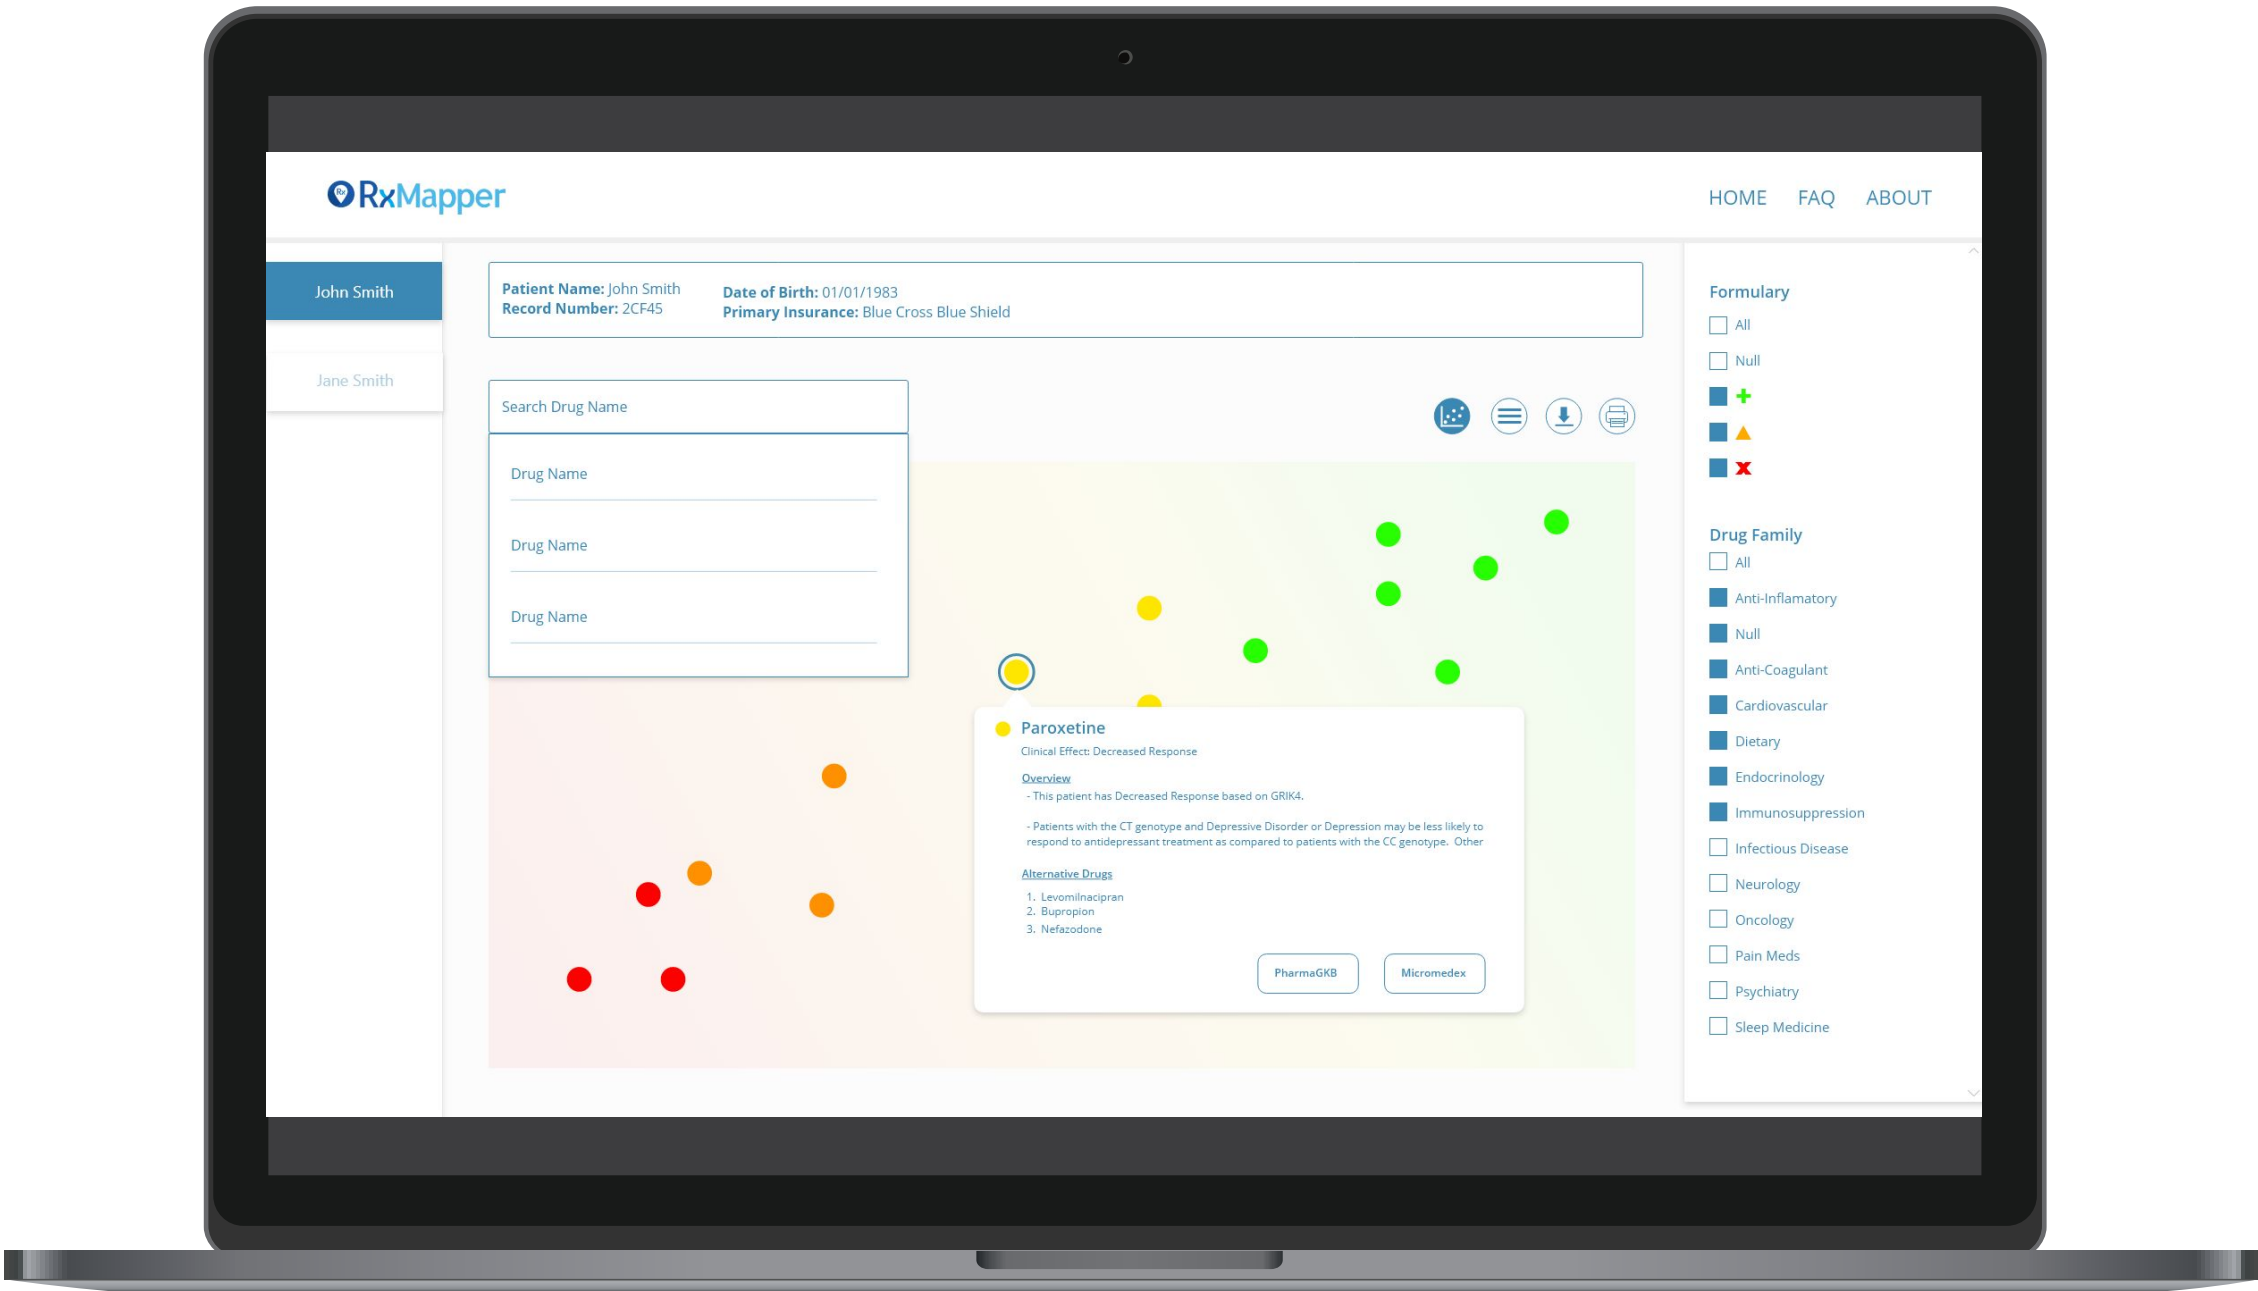 Rx RxMapper
HOME FAQ ABOUT
John Smith
Jane Smith
Patient Name: John Smith
Record Number: 2CF45
Date of Birth: 01/01/1983
Primary Insurance: Blue Cross Blue Shield
Search Drug Name
Drug Name
Drug Name
Drug Name
Paroxetine
Clinical Effect: Decreased Response
Overview
- This patient has Decreased Response based on GRIK4.
- Patients with the CT genotype and Depressive Disorder or Depression may be less likely to
respond to antidepressant treatment as compared to patients with the CC genotype. Other
Alternative Drugs
1. Levomilnacipran
2. Bupropion
3. Nefazodone
PharmaGKB
Micromedex
Formulary
All
Null
Drug Family
All
Anti-Inflamatory
Null
Anti-Coagulant
Cardiovascular
Dietary
Endocrinology
Immunosuppression
Infectious Disease
Neurology
Oncology
Pain Meds
Psychiatry
Sleep Medicine